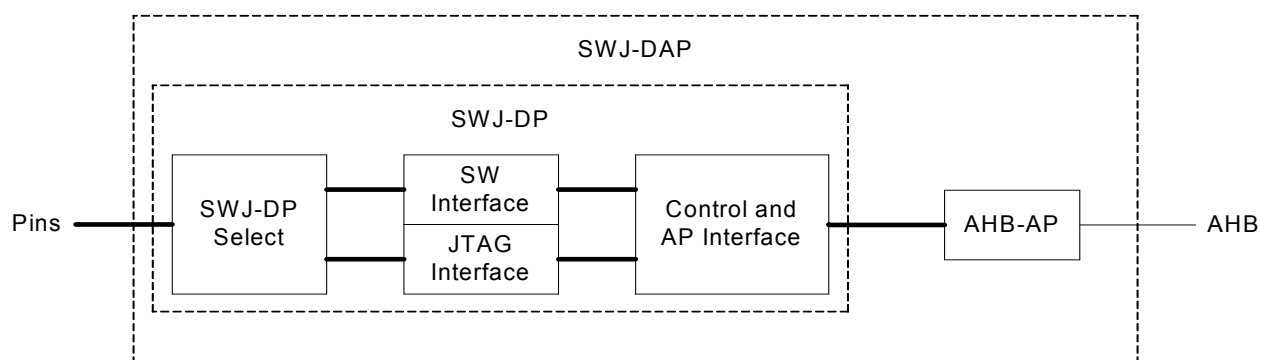 SWJ-DAP
SWJ-DP
Pins
SWJ-DP
Select
SW
Interface
JTAG
Interface
Control and
AP Interface
AHB-AP
AHB